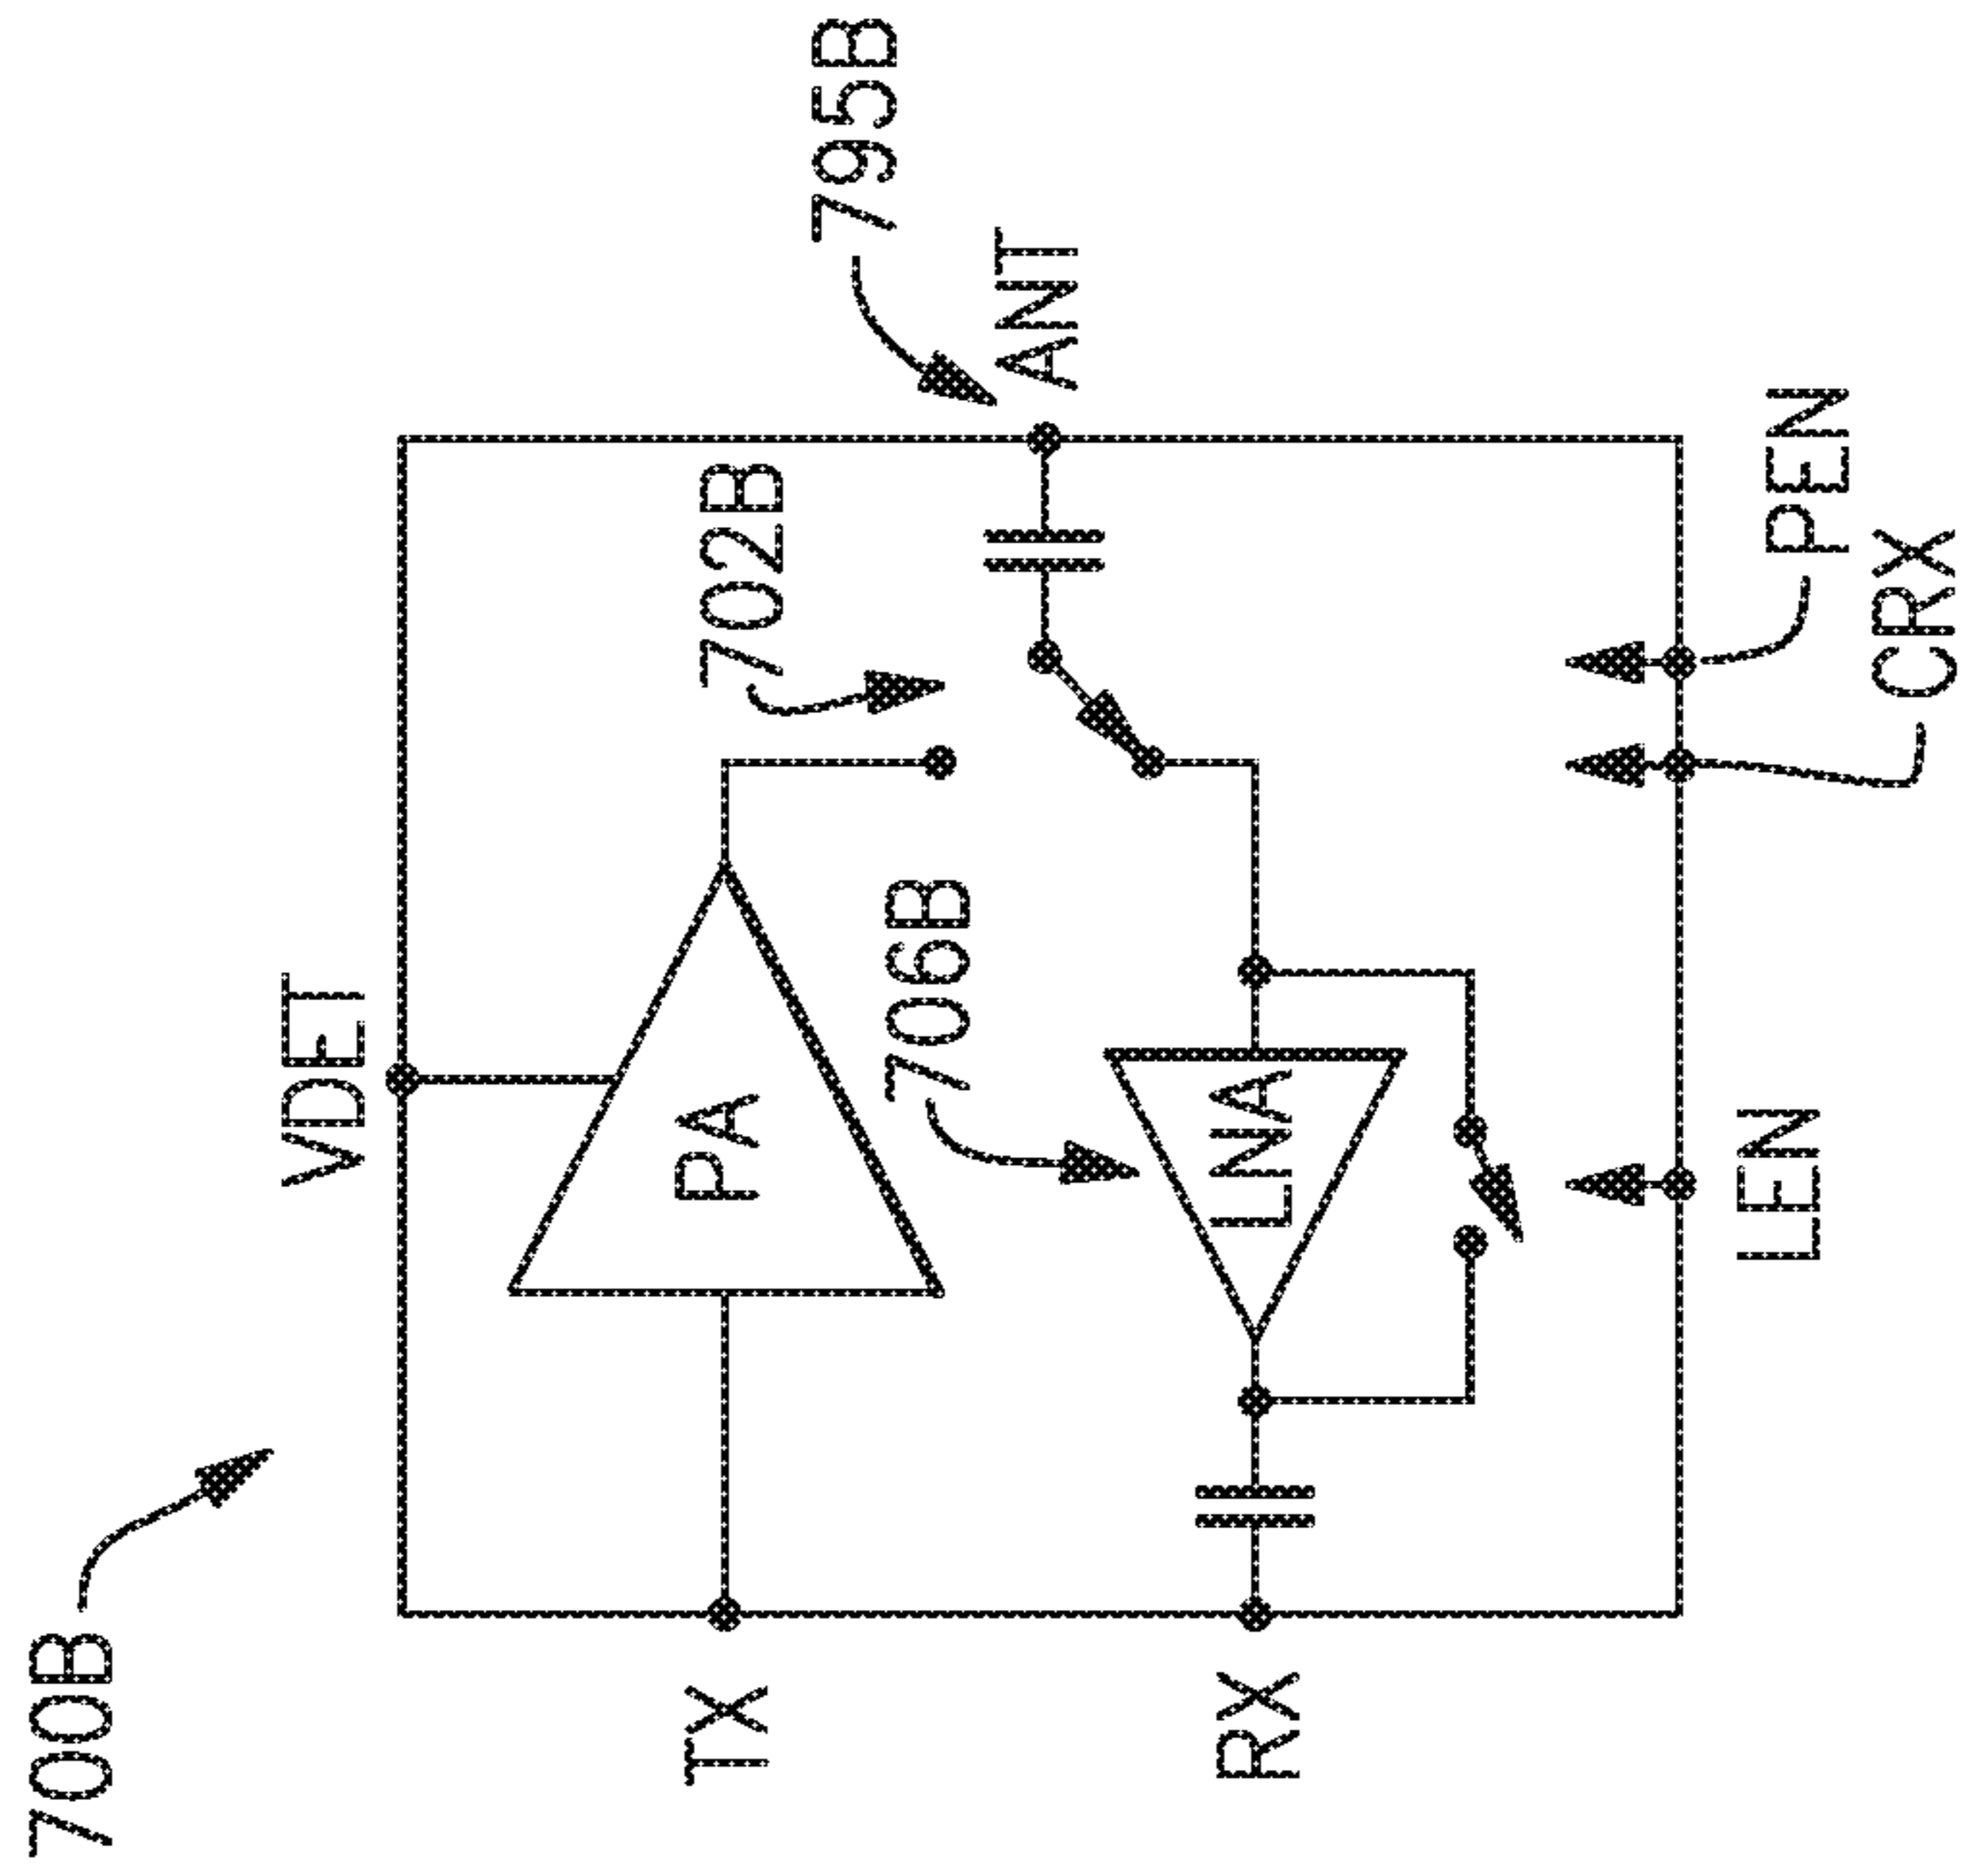 700B
VDET
795B
702B
ANT
PA
706B
TX
LNA
RX
LEN
PEN
CRX